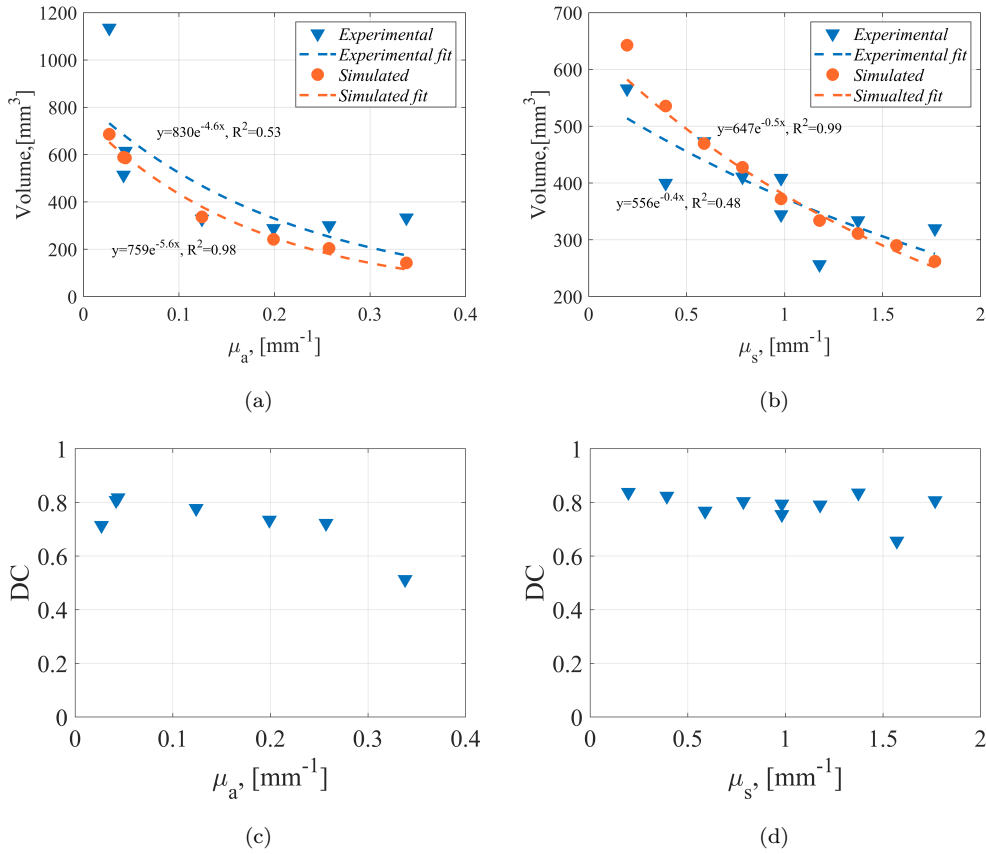 1200
1000
800
600
400
200
0
Volume,[mm³]
Experimental
Experimental fit
Simulated
Simulated fit
y=830e^-4.6x, R²=0.53
y=759e^-5.6x, R²=0.98
0
0.1
0.2
0.3
0.4
μa, [mm^-1]
(a)
700
600
500
400
300
200
Volume,[mm³]
Experimental
Experimental fit
Simulated
Simualted fit
y=647e^-0.5x, R²=0.99
y=556e^-0.4x, R²=0.48
0
0.5
1
1.5
2
μs, [mm^-1]
(b)
1
0.8
0.6
0.4
0.2
0
DC
0
0.1
0.2
0.3
0.4
μa, [mm^-1]
(c)
1
0.8
0.6
0.4
0.2
0
DC
0
0.5
1
1.5
2
μs, [mm^-1]
(d)